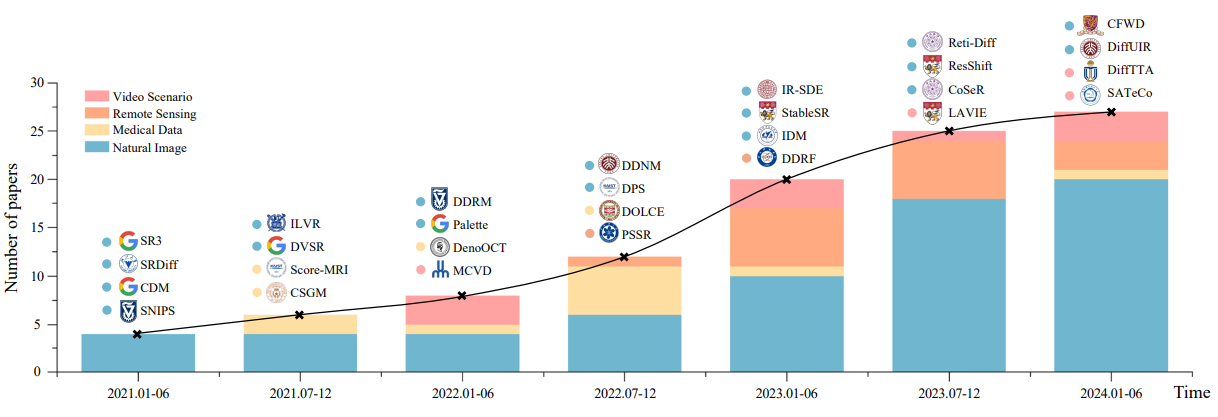 CFWD
DiffUIR
DiffTTA
SATeCo
Reti-Diff
ResShift
CoSeR
LAVIE
IR-SDE
StableSR
IDM
DDRF
DDNM
DPS
DOLCE
PSSR
DDRM
Palette
DenoOCT
MCVD
ILVR
DVSR
Score-MRI
CSGM
SR3
SRDiff
CDM
SNIPS
Video Scenario
Remote Sensing
Medical Data
Natural Image
Number of papers
30
25
20
15
10
5
0
2021.01-06 2021.07-12 2022.01-06 2022.07-12 2023.01-06 2023.07-12 2024.01-06 Time